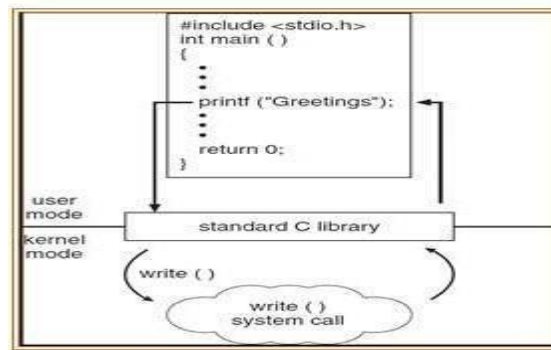 #include <stdio.h>
int main ( )
{
•
•
•
printf ("Greetings");
•
•
•
return 0;
}
user
mode
standard C library
kernel
mode
write ( )
write ( )
system call